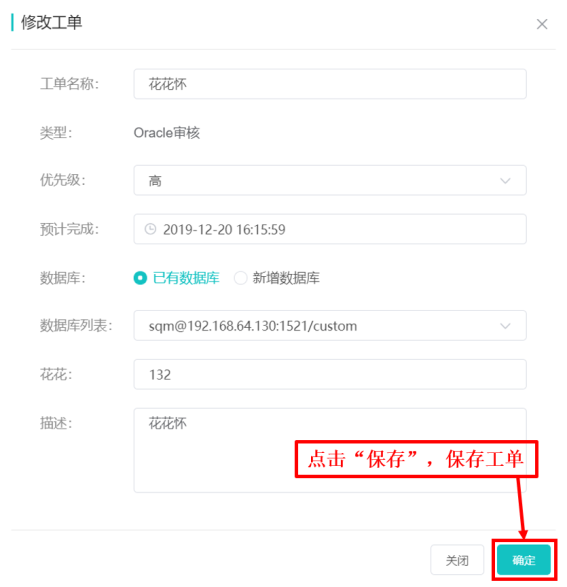 修改工单
工单名称： 花花怀
类型： Oracle审核
优先级： 高
预计完成： 2019-12-20 16:15:59
数据库： 已有数据库 新增数据库
数据库列表： sqm@192.168.64.130:1521/custom
花花： 132
描述： 花花怀
点击“保存”，保存工单
关闭 确定